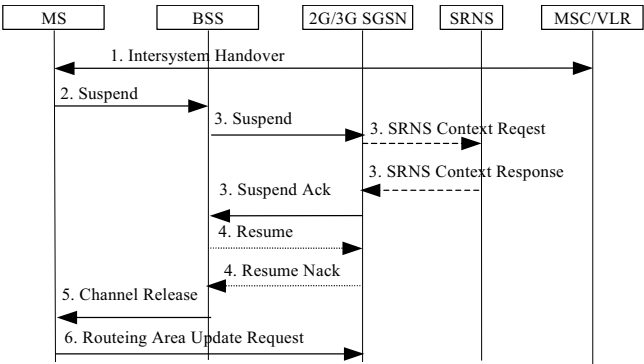 MS BSS 2G/3G SGSN SRNS MSC/VLR
1. Intersystem Handover
2. Suspend
3. Suspend
3. SRNS Context Reqest
3. SRNS Context Response
3. Suspend Ack
4. Resume
4. Resume Nack
5. Channel Release
6. Routeing Area Update Request